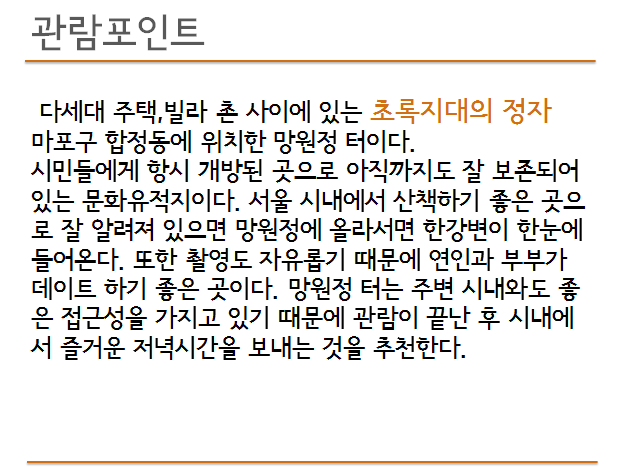 관람포인트
다세대 주택,빌라 촌 사이에 있는 초록지대의 정자
마포구 합정동에 위치한 망원정 터이다.
시민들에게 항시 개방된 곳으로 아직까지도 잘 보존되어
있는 문화유적지이다. 서울 시내에서 산책하기 좋은 곳으
로 잘 알려져 있으면 망원정에 올라서면 한강변이 한눈에
들어온다. 또한 촬영도 자유롭기 때문에 연인과 부부가
데이트 하기 좋은 곳이다. 망원정 터는 주변 시내와도 좋
은 접근성을 가지고 있기 때문에 관람이 끝난 후 시내에
서 즐거운 저녁시간을 보내는 것을 추천한다.